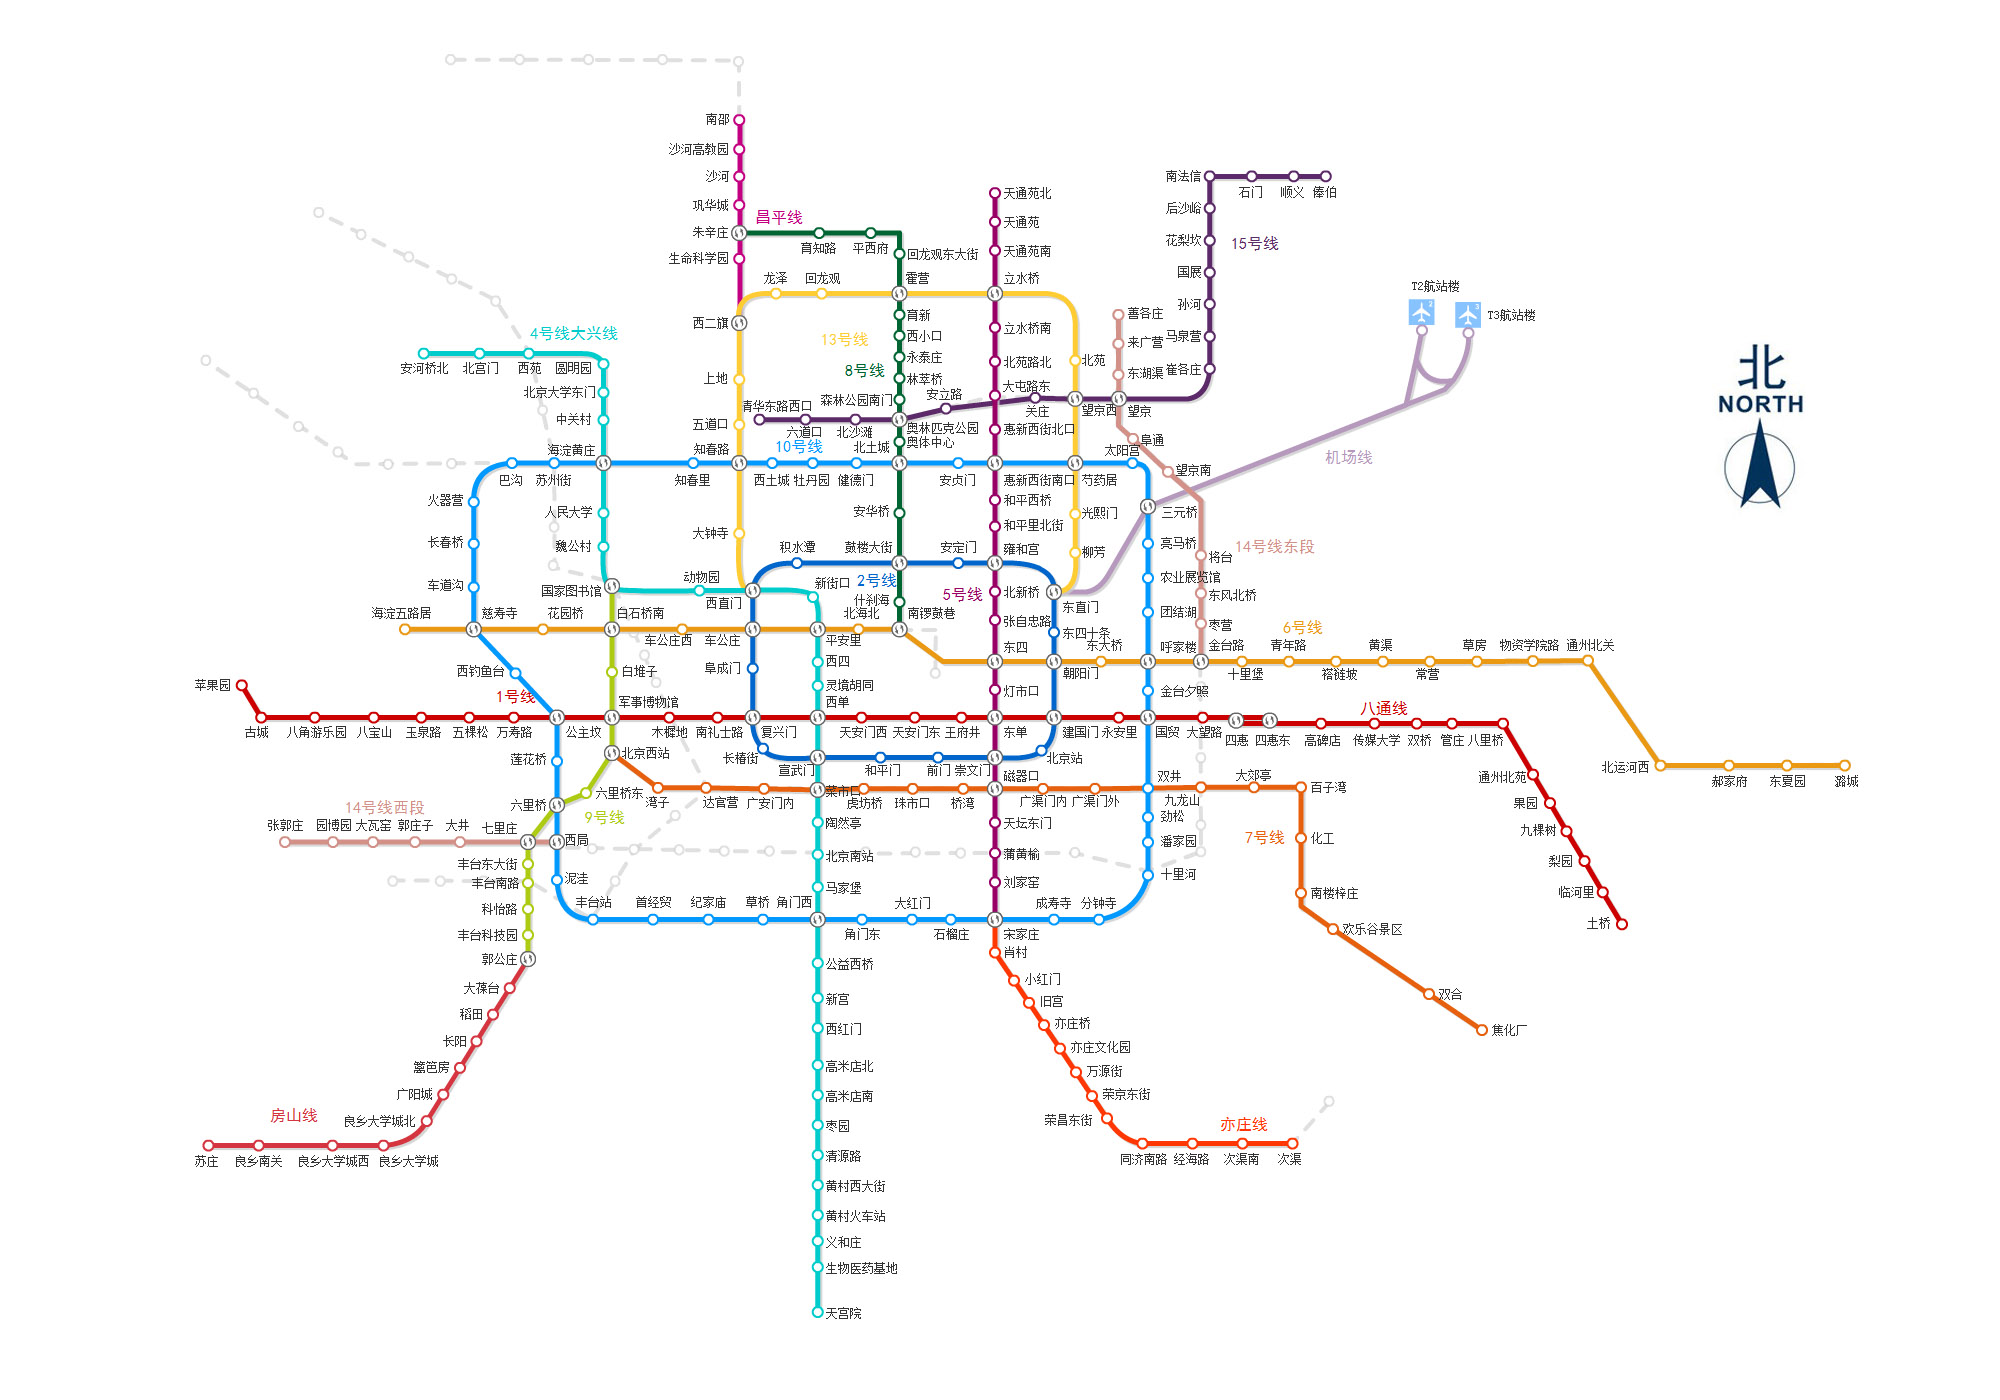 南邵
沙河高教园
沙河
巩华城
昌平线
朱辛庄
育知路
平西府
生命科学园
回龙观东大街
龙泽
回龙观
霍营
西二旗
育新
13号线
西小口
永泰庄
8号线
林萃桥
上地
森林公园南门
安立路
清华东路西口
六道口
北沙滩
奥林匹克公园
奥体中心
五道口
天通苑北
天通苑
天通苑南
立水桥
立水桥南
北苑路北
大屯路东
关庄
惠新西街北口
北苑
望京西
望京
善各庄
来广营
东湖渠
南法信
石门
顺义
俸伯
后沙峪
花梨坎
15号线
国展
孙河
马泉营
崔各庄
T2航站楼
T3航站楼
机场线
北
NORTH
4号线大兴线
安河桥北
北宫门
西苑
圆明园
北京大学东门
中关村
海淀黄庄
知春路
10号线
北土城
太阳宫
阜通
望京南
巴沟
苏州街
知春里
西土城
牡丹园
健德门
安贞门
惠新西街南口
芍药居
火器营
人民大学
安华桥
和平西桥
和平里北街
光熙门
三元桥
长春桥
魏公村
大钟寺
积水潭
鼓楼大街
安定门
雍和宫
柳芳
亮马桥
14号线东段
将台
车道沟
国家图书馆
动物园
西直门
新街口
2号线
什刹海
5号线
北新桥
东直门
农业展览馆
东风北桥
海淀五路居
慈寿寺
花园桥
白石桥南
车公庄西
车公庄
平安里
北海北
南锣鼓巷
张自忠路
东四十条
团结湖
枣营
6号线
西钓鱼台
白堆子
阜成门
西四
东四
朝阳门
东大桥
呼家楼
金台路
十里堡
青年路
褡裢坡
黄渠
常营
草房
物资学院路
通州北关
灵境胡同
灯市口
金台夕照
苹果园
1号线
军事博物馆
西单
八通线
古城
八角游乐园
八宝山
玉泉路
五棵松
万寿路
公主坟
木樨地
南礼士路
复兴门
天安门西
天安门东
王府井
东单
建国门
永安里
国贸
大望路
四惠
四惠东
高碑店
传媒大学
双桥
管庄
八里桥
莲花桥
北京西站
长椿街
宣武门
和平门
前门
崇文门
北京站
北运河西
郝家府
东夏园
潞城
通州北苑
六里桥
六里桥东
湾子
达官营
广安门内
菜市口
虎坊桥
珠市口
桥湾
磁器口
广渠门内
广渠门外
双井
九龙山
大郊亭
百子湾
果园
14号线西段
9号线
张郭庄
园博园
大瓦窑
郭庄子
大井
七里庄
西局
陶然亭
天坛东门
劲松
7号线
化工
九棵树
丰台东大街
北京南站
蒲黄榆
潘家园
梨园
丰台南路
泥洼
马家堡
刘家窑
十里河
南楼梓庄
临河里
科怡路
丰台站
首经贸
纪家庙
草桥
角门西
大红门
成寿寺
分钟寺
土桥
丰台科技园
角门东
石榴庄
宋家庄
欢乐谷景区
郭公庄
肖村
公益西桥
大葆台
小红门
双合
稻田
新宫
旧宫
焦化厂
长阳
西红门
亦庄桥
篱笆房
高米店北
亦庄文化园
广阳城
高米店南
万源街
房山线
良乡大学城北
枣园
荣京东街
荣昌东街
亦庄线
苏庄
良乡南关
良乡大学城西
良乡大学城
清源路
同济南路
经海路
次渠南
次渠
黄村西大街
黄村火车站
义和庄
生物医药基地
天宫院